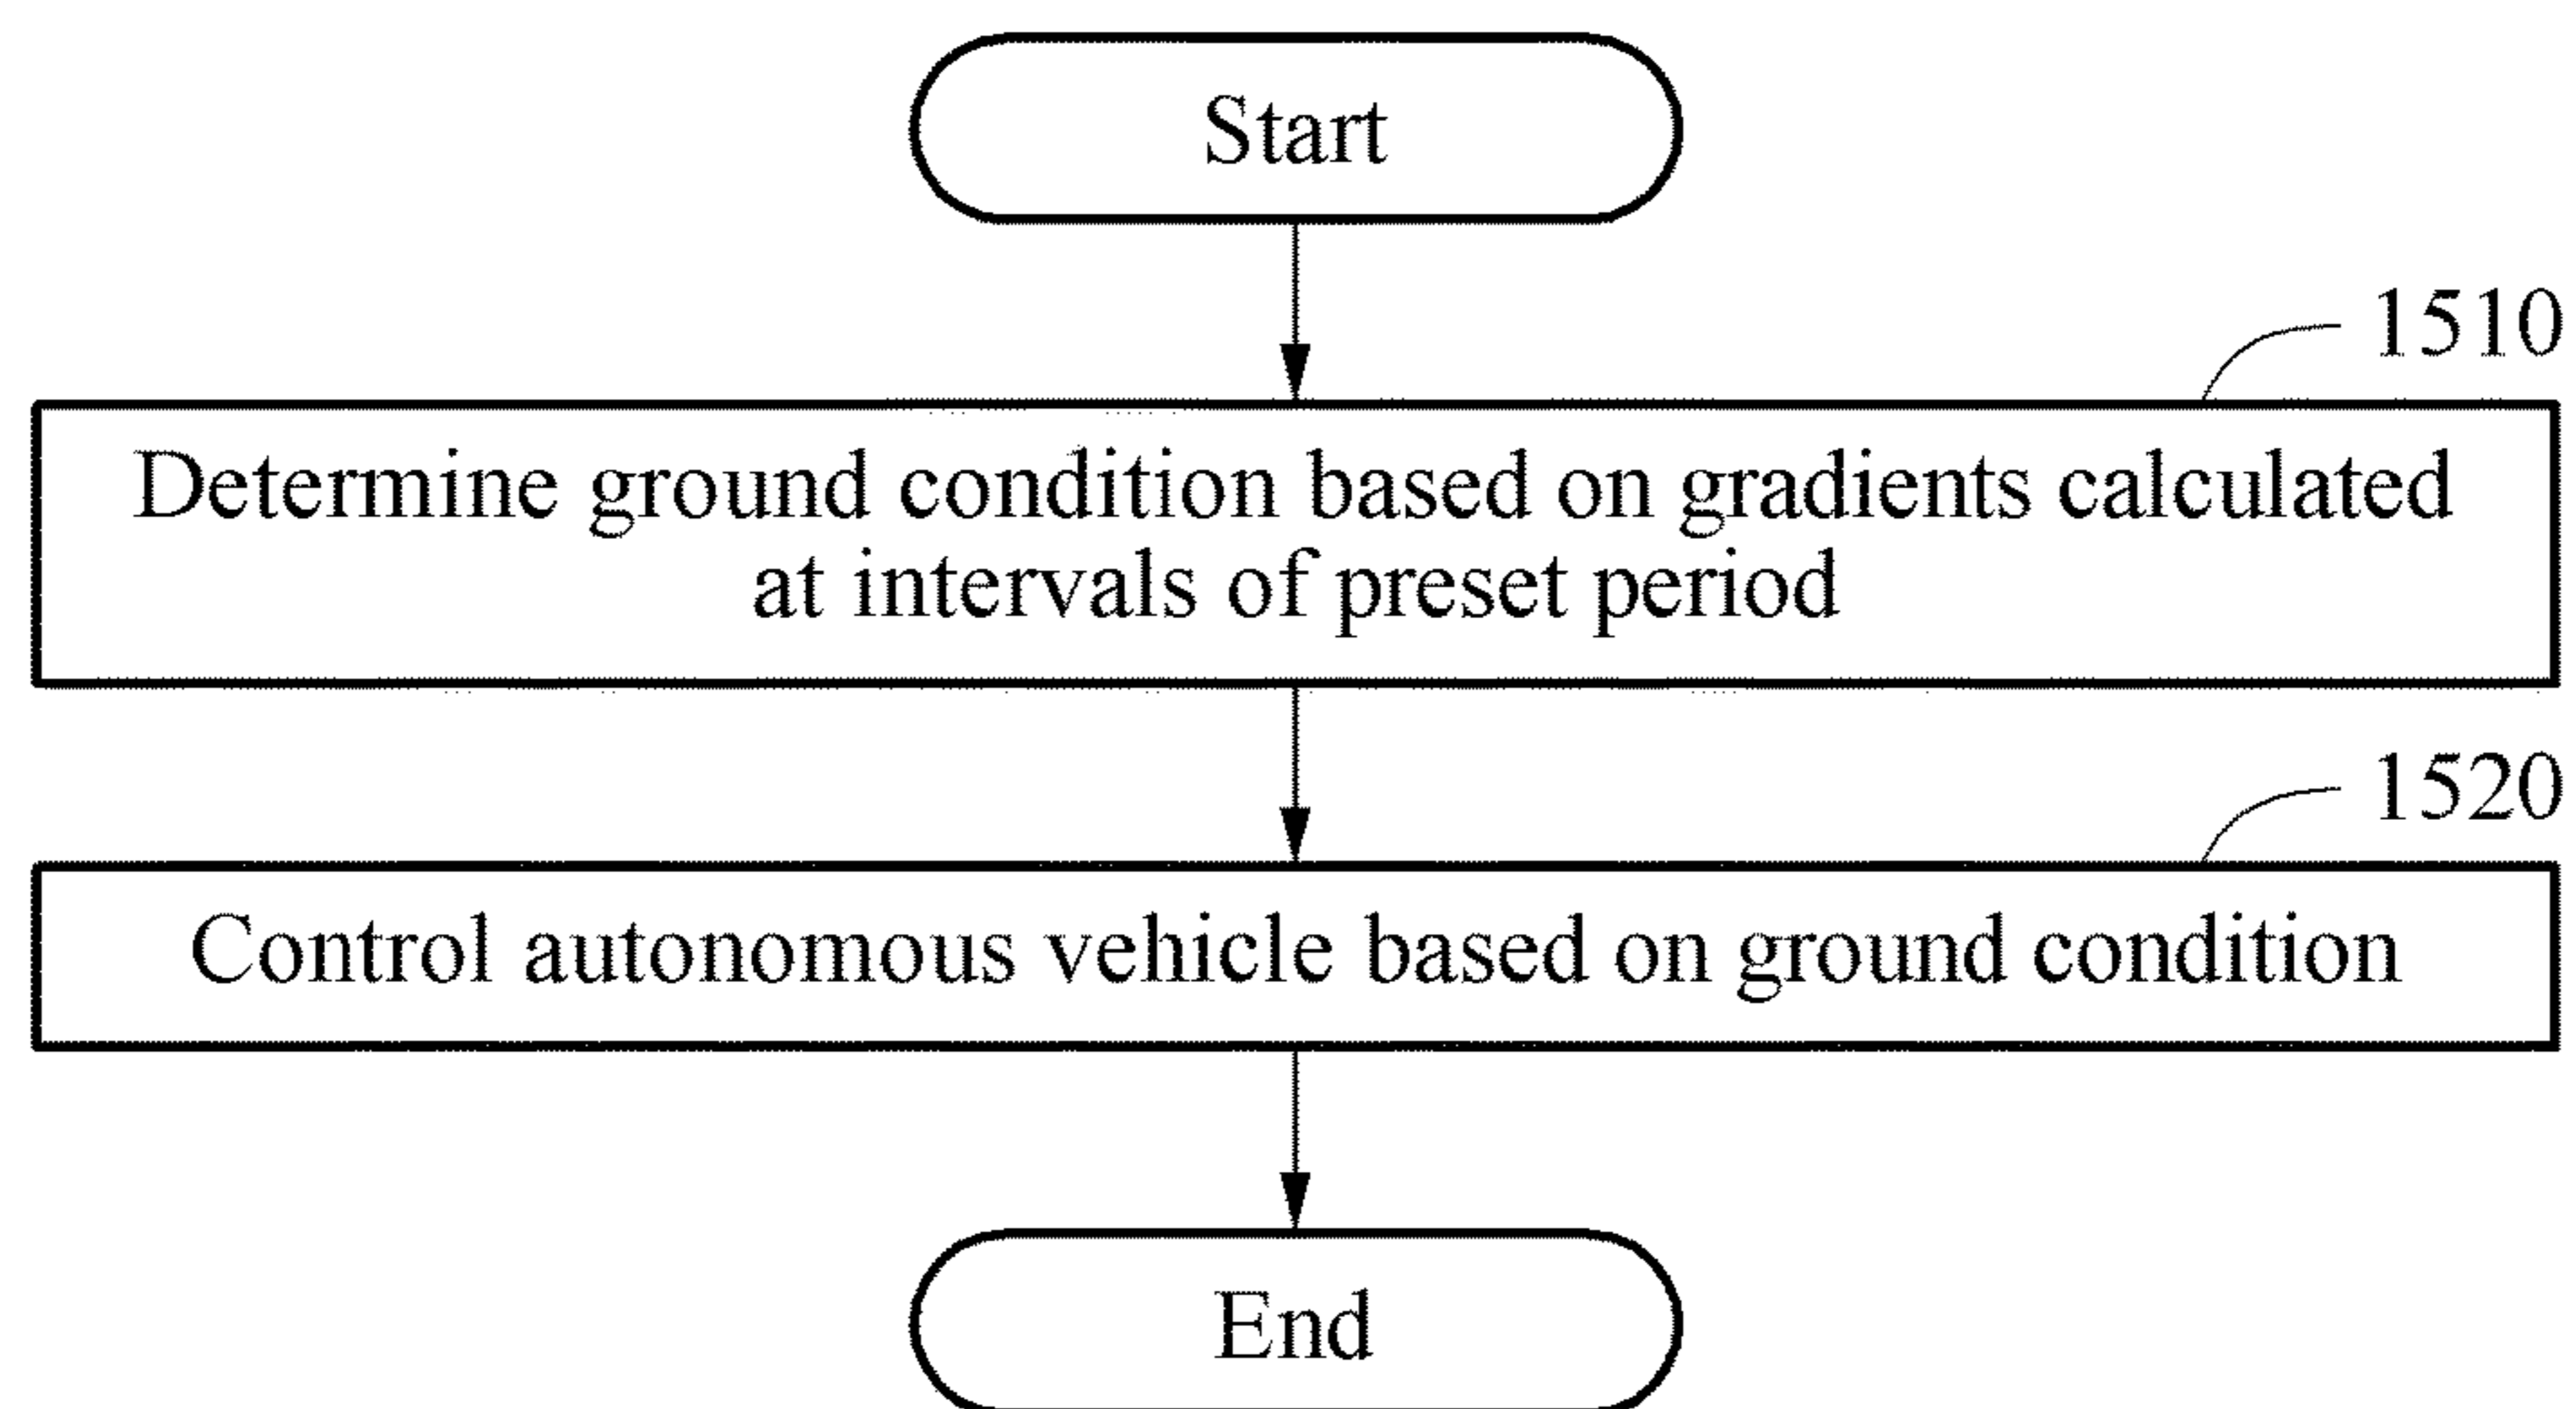 Start
1510
Determine ground condition based on gradients calculated
at intervals of preset period
1520
Control autonomous vehicle based on ground condition
End